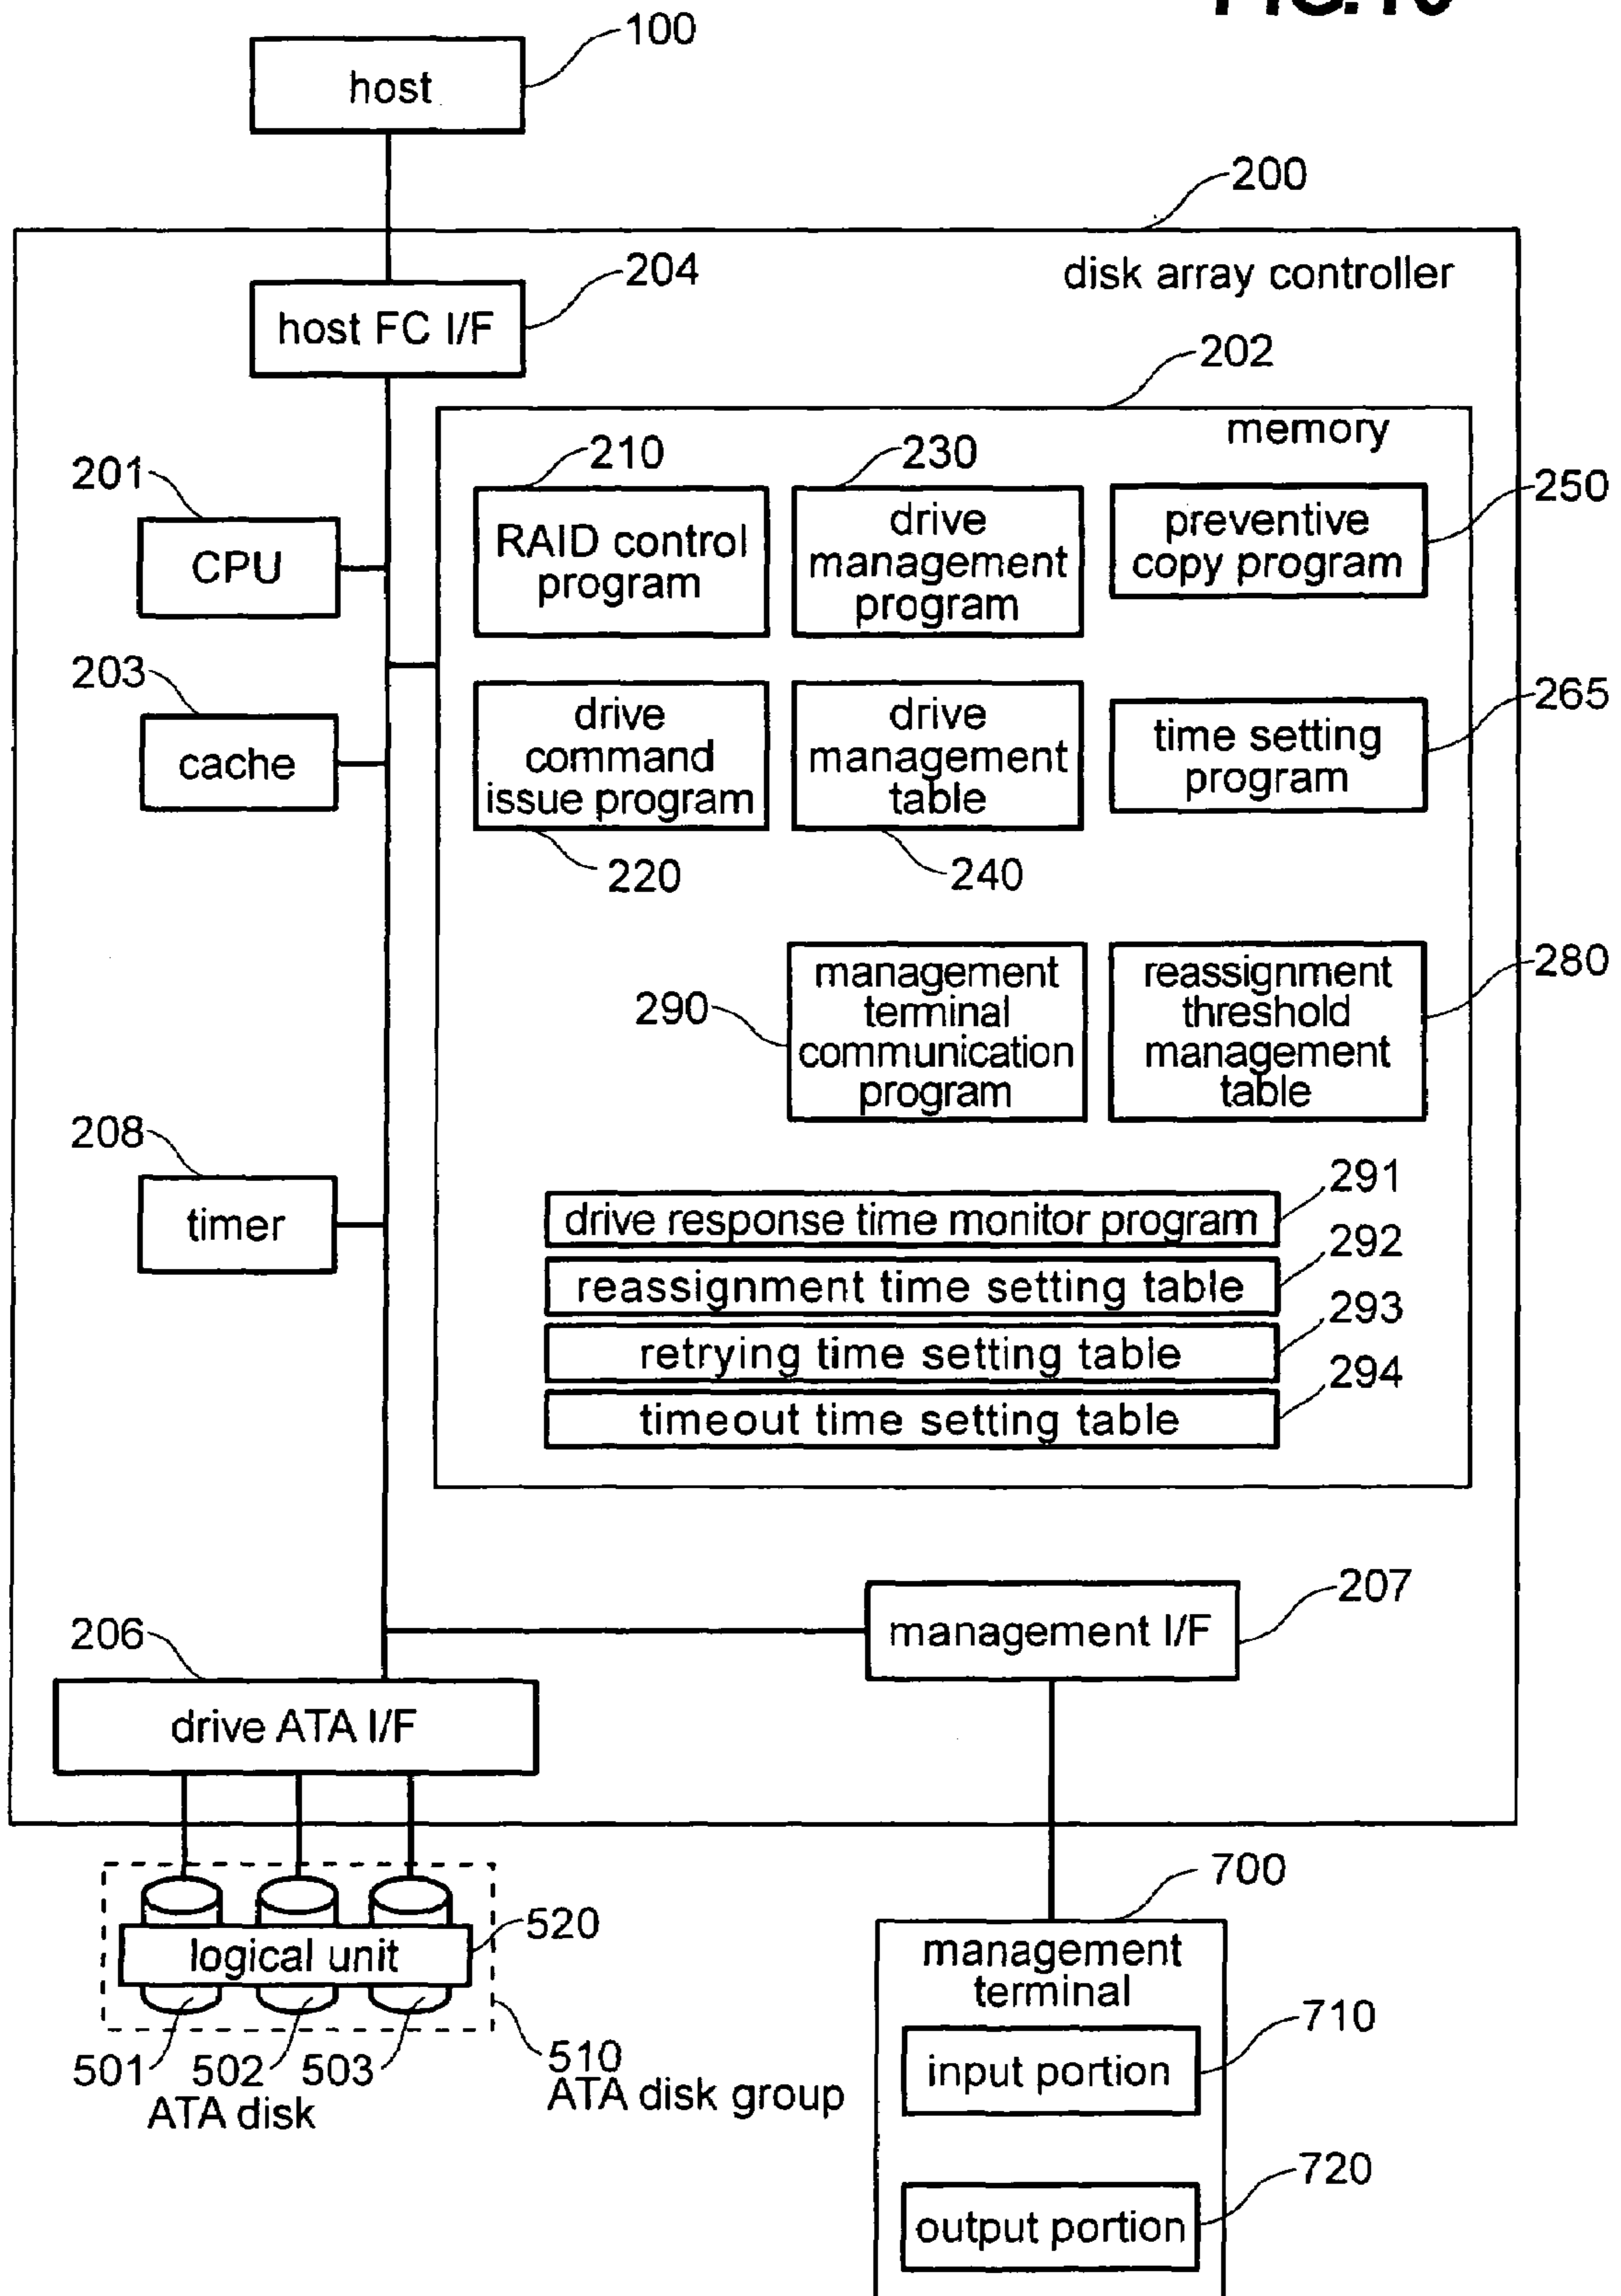 100
host
200
204
disk array controller
host FC I/F
202
memory
210
230
201
250
RAID control
program
drive
management
program
preventive
copy program
CPU
203
265
drive
command
issue program
drive
management
table
time setting
program
cache
220
240
280
290
management
terminal
communication
program
reassignment
threshold
management
table
208
timer
291
drive response time monitor program
292
reassignment time setting table
293
retrying time setting table
294
timeout time setting table
207
management I/F
206
drive ATA I/F
700
520
logical unit
management
terminal
710
501 502 503
ATA disk
510
ATA disk group
input portion
720
output portion